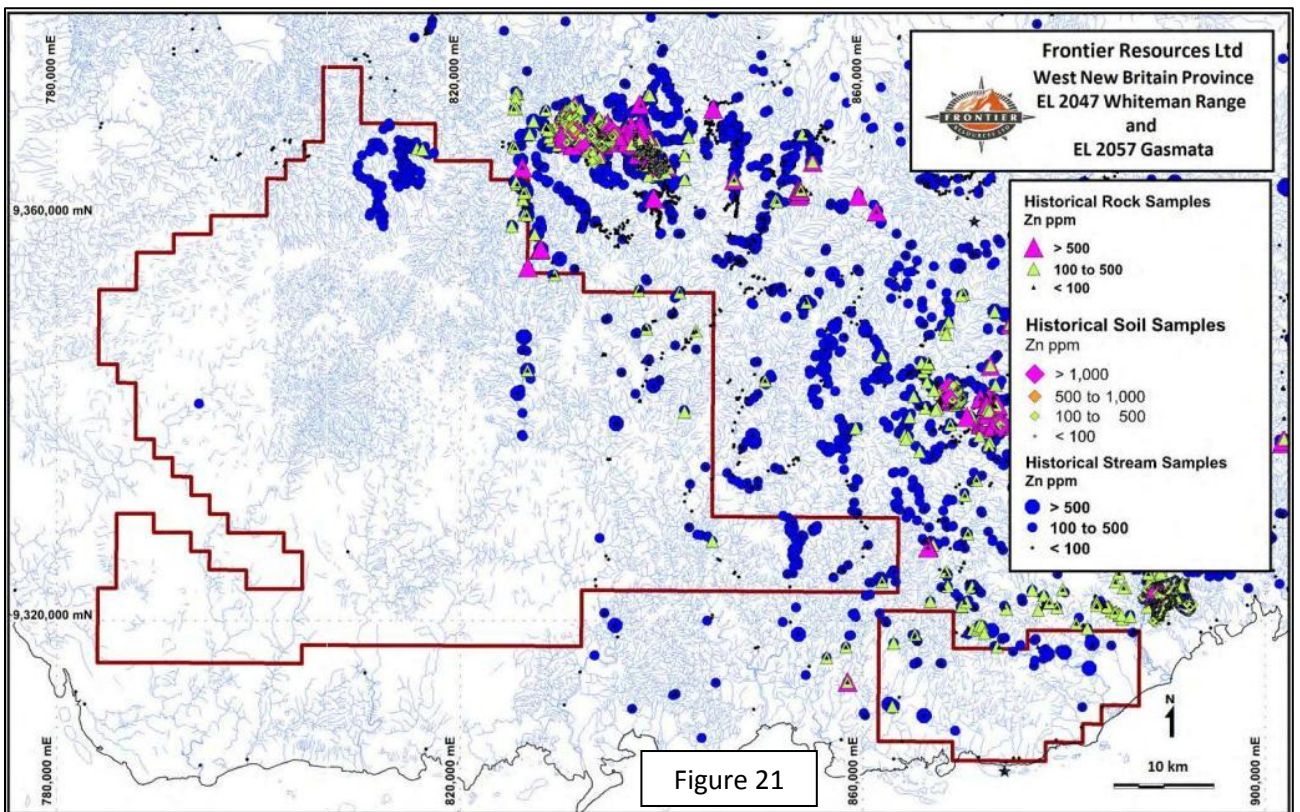 780,000 mE
820,000 mE
860,000 mE
Frontier Resources Ltd
West New Britain Province
EL 2047 Whiteman Range
and
EL 2057 Gasmata
FRONTIER
RESOURCES LTD
9,360,000 mN
Historical Rock Samples
Zn ppm
> 500
100 to 500
< 100
Historical Soil Samples
Zn ppm
> 1,000
500 to 1,000
100 to 500
< 100
Historical Stream Samples
Zn ppm
> 500
100 to 500
< 100
9,320,000 mN
N
10 km
780,000 mE
820,000 mE
860,000 mE
900,000 mE
Figure 21